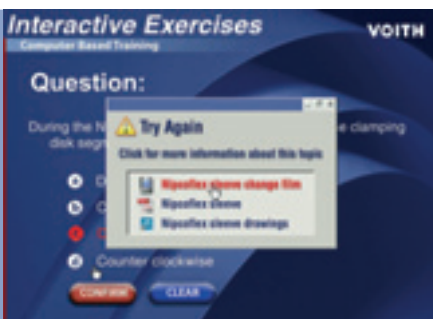 Interactive Exercises
VOITH
Computer Based Training
Question:
During the N
e clamping
disk seg
Try Again
Click for more information about this topic
Nipcoflex sleeve change film
Nipcoflex sleeve
Nipcoflex sleeve drawings
a D
b C
C
d Counter clockwise
CONFIRM
CLEAR